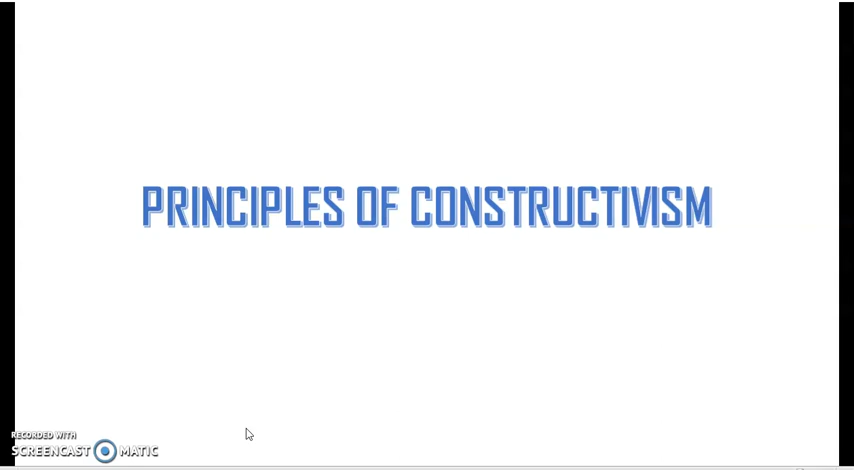 PRINCIPLES OF CONSTRUCTIVISM
RECORDED WITH
SCREENCAST MATIC